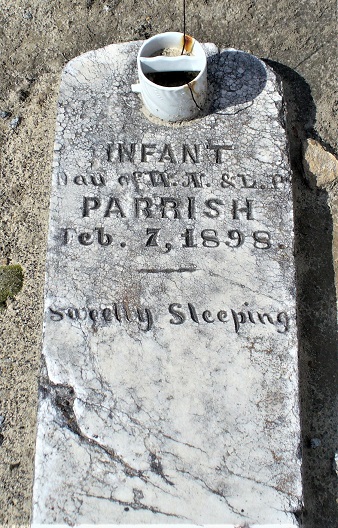 INFANT
Dau of W. N. & L. P.
PARRISH
Feb. 7, 1898.
Sweetly Sleeping